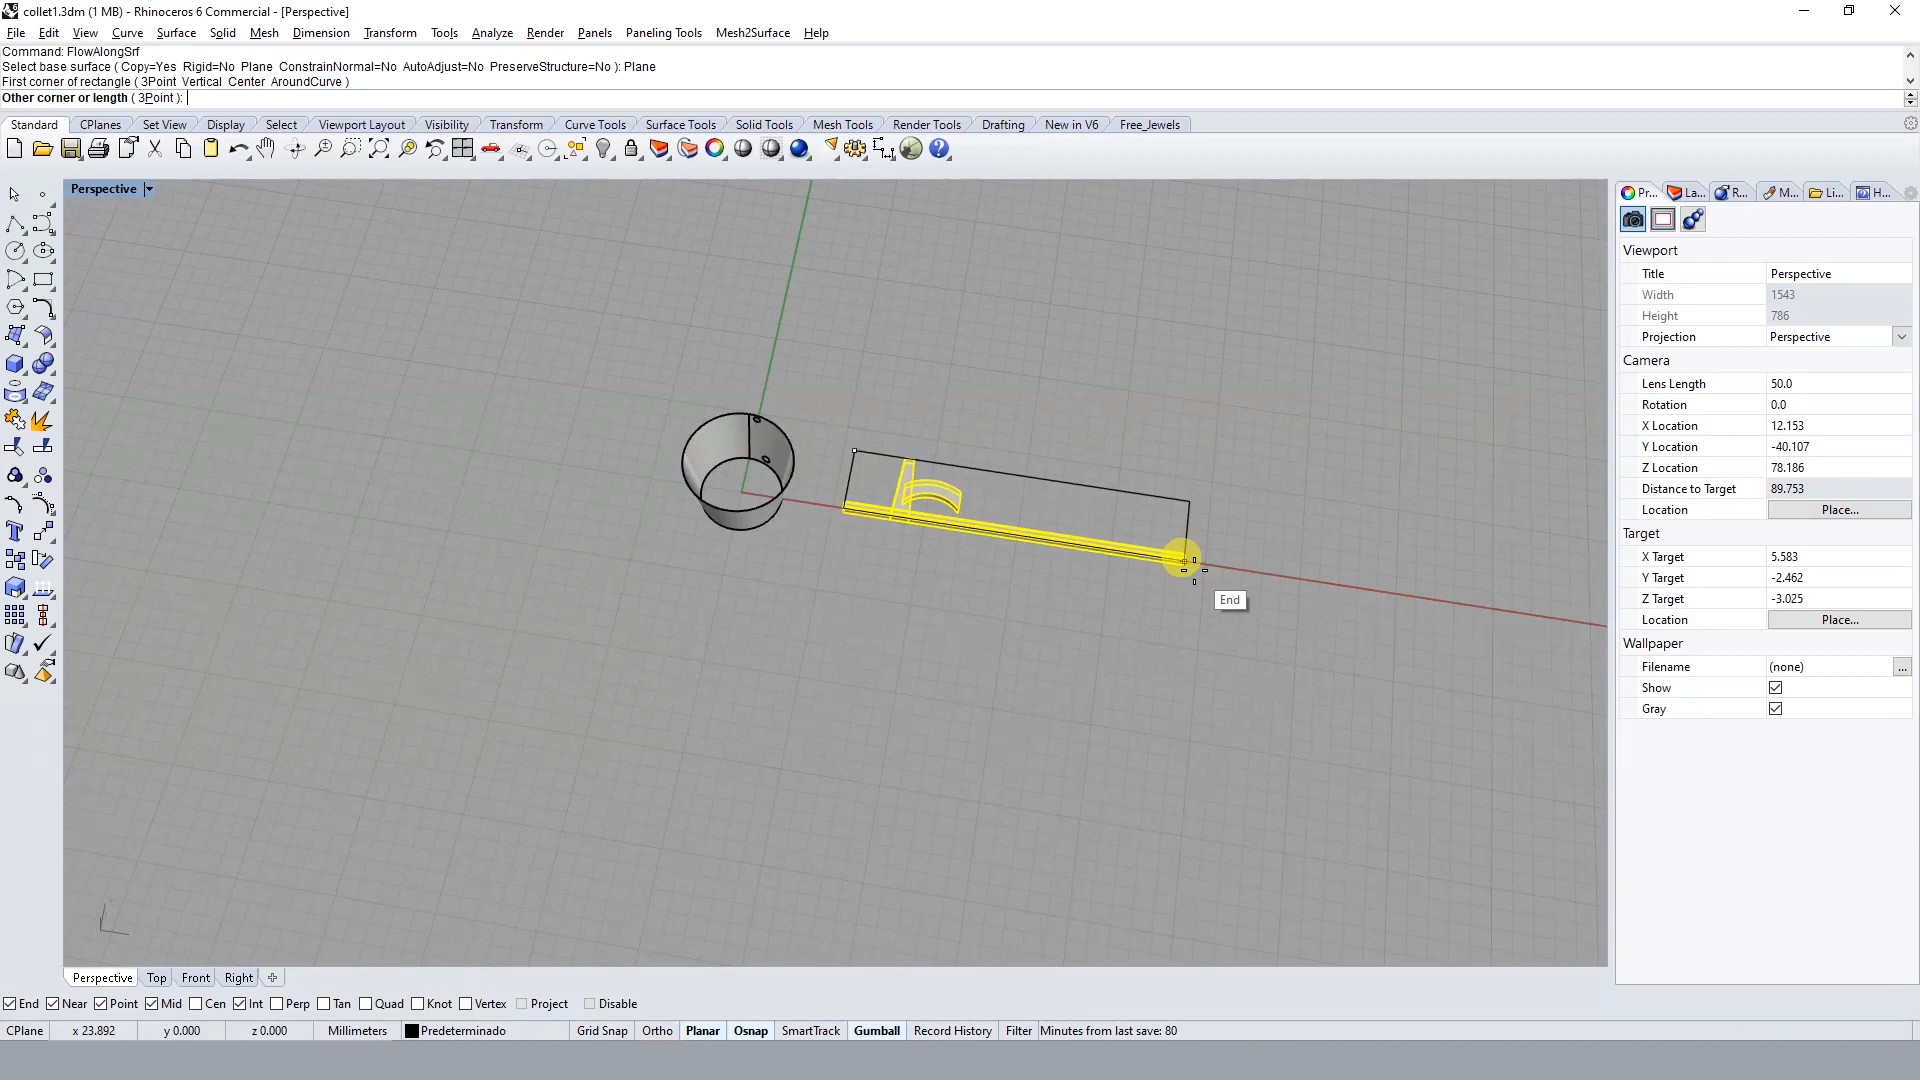 collet1.3dm (1 MB) - Rhinoceros 6 Commercial - [Perspective]
File Edit View Curve Surface Solid Mesh Dimension Transform Tools Analyze Render Panels Paneling Tools Mesh2Surface Help
Command: FlowAlongSrf
Select base surface ( Copy=Yes Rigid=No Plane ConstrainNormal=No AutoAdjust=No PreserveStructure=No ): Plane
First corner of rectangle ( 3Point Vertical Center AroundCurve )
Other corner or length ( 3Point ):
Standard CPlanes Set View Display Select Viewport Layout Visibility Transform Curve Tools Surface Tools Solid Tools Mesh Tools Render Tools Drafting New in V6 Free_Jewels
Perspective
Pr... La... R... M... Li... H...
Viewport
Title Perspective
Width 1543
Height 786
Projection Perspective
Camera
Lens Length 50.0
Rotation 0.0
X Location 12.153
Y Location -40.107
Z Location 78.186
Distance to Target 89.753
Location Place...
Target
X Target 5.583
Y Target -2.462
Z Target -3.025
Location Place...
Wallpaper
Filename (none) ...
Show
Gray
End
Perspective Top Front Right
End Near Point Mid Cen Int Perp Tan Quad Knot Vertex Project Disable
CPlane x 23.892 y 0.000 z 0.000 Millimeters Predeterminado Grid Snap Ortho Planar Osnap SmartTrack Gumball Record History Filter Minutes from last save: 80